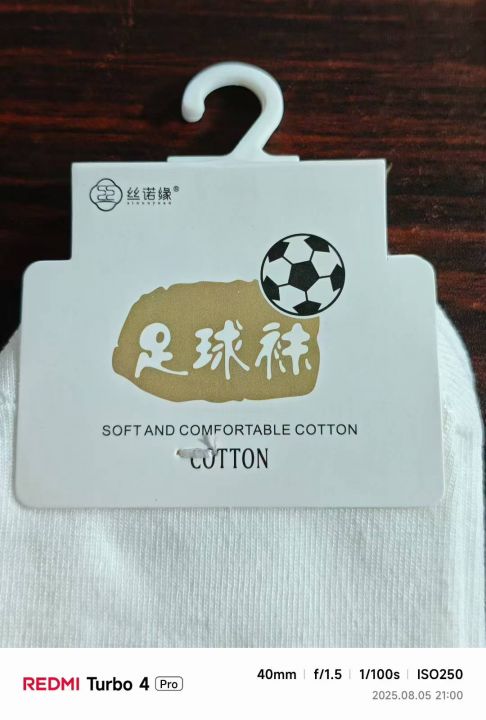 丝诺缘®
足球袜
SOFT AND COMFORTABLE COTTON
COTTON
REDMI Turbo 4 Pro
40mm | f/1.5 | 1/100s | ISO250
2025.08.05 21:00